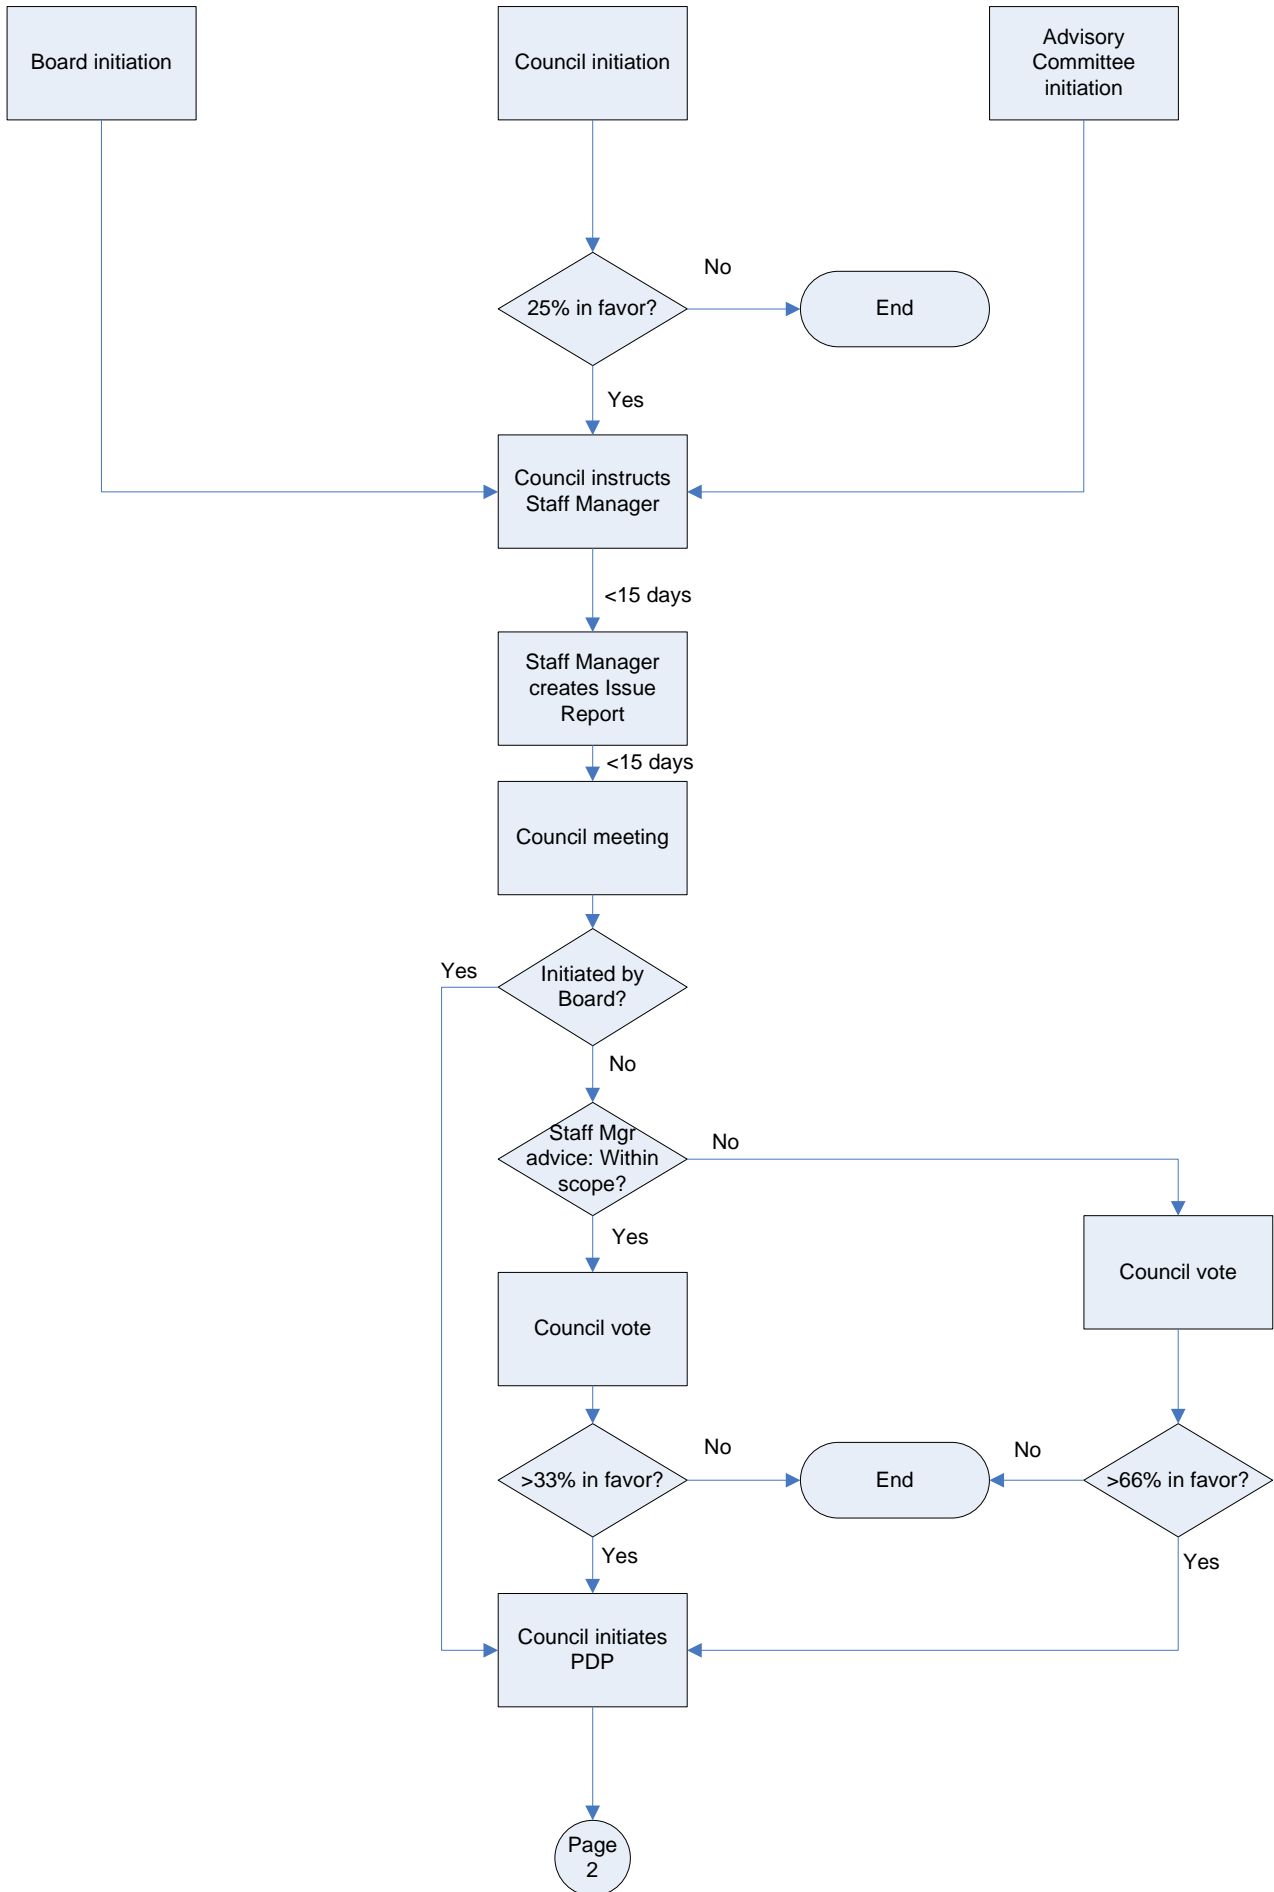 Board initiation
Council initiation
Advisory
Committee
initiation
No
25% in favor?
End
Yes
Council instructs
Staff Manager
<15 days
Staff Manager
creates Issue
Report
<15 days
Council meeting
Yes
Initiated by
Board?
No
Staff Mgr
advice: Within
scope?
No
Yes
Council vote
Council vote
>33% in favor?
No
End
No
>66% in favor?
Yes
Yes
Council initiates
PDP
Page
2